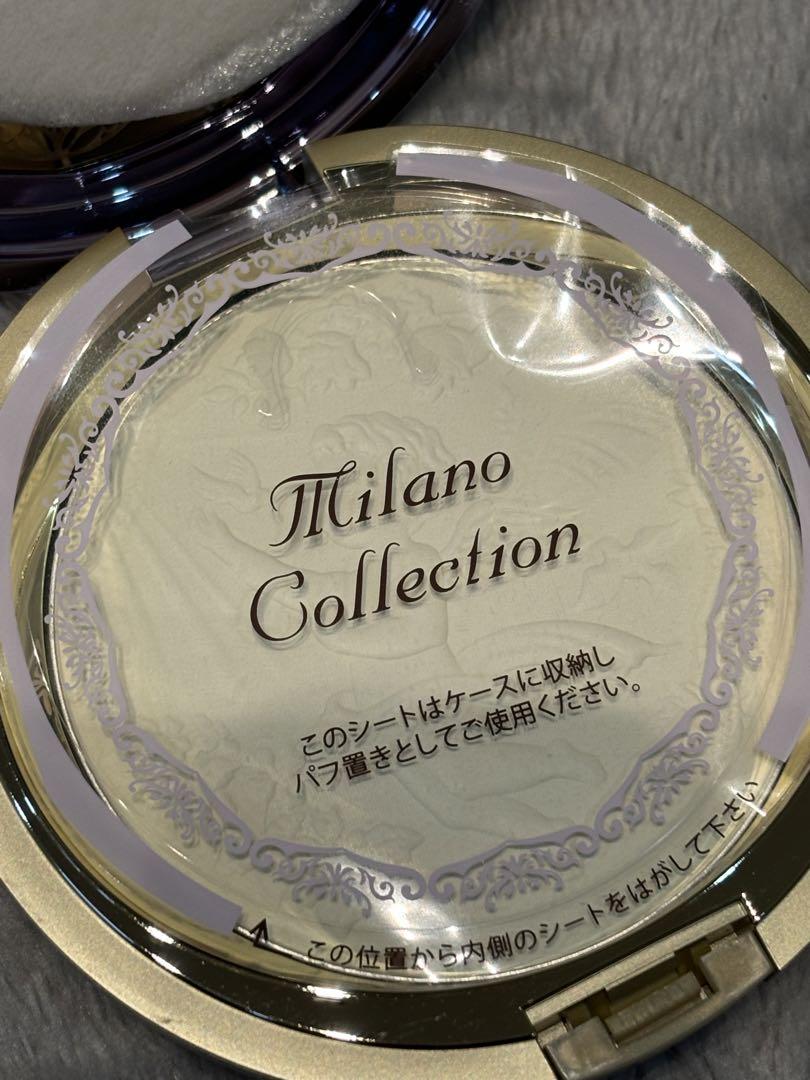 Milano
Collection
このシートはケースに収納し
パフ置きとしてご使用ください。
この位置から内側のシートをはがして下さい